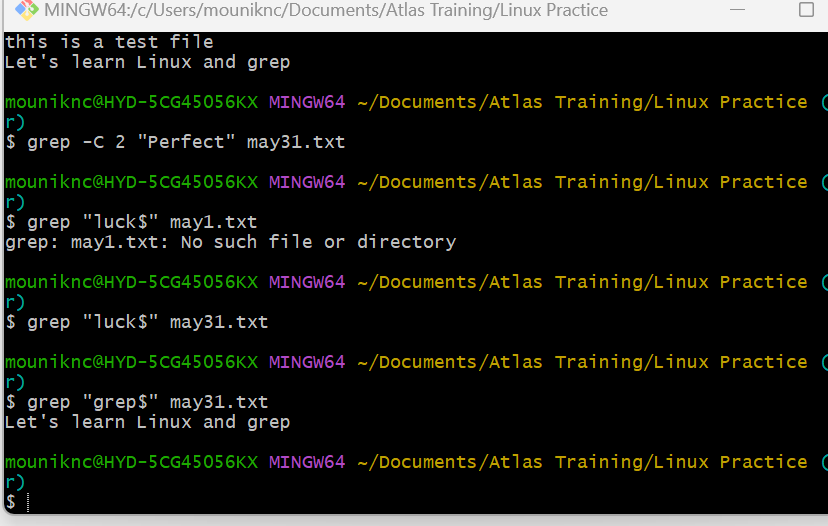 MINGW64:/c/Users/mouniknc/Documents/Atlas Training/Linux Practice
this is a test file
Let's learn Linux and grep
mouniknc@HYD-5CG45056KX MINGW64 ~/Documents/Atlas Training/Linux Practice (
r)
$ grep -C 2 "Perfect" may31.txt
mouniknc@HYD-5CG45056KX MINGW64 ~/Documents/Atlas Training/Linux Practice (
r)
$ grep "luck$" may1.txt
grep: may1.txt: No such file or directory
mouniknc@HYD-5CG45056KX MINGW64 ~/Documents/Atlas Training/Linux Practice (
r)
$ grep "luck$" may31.txt
mouniknc@HYD-5CG45056KX MINGW64 ~/Documents/Atlas Training/Linux Practice (
r)
$ grep "grep$" may31.txt
Let's learn Linux and grep
mouniknc@HYD-5CG45056KX MINGW64 ~/Documents/Atlas Training/Linux Practice (
r)
$